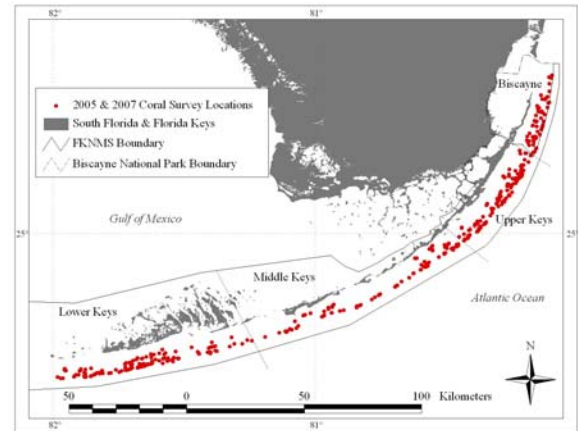 82°
81°
Biscayne
2005 & 2007 Coral Survey Locations
South Florida & Florida Keys
FKNMS Boundary
Biscayne National Park Boundary
Gulf of Mexico
Upper Keys
25°
25°
Middle Keys
Atlantic Ocean
Lower Keys
N
50 0 50 100 Kilometers
82°
81°